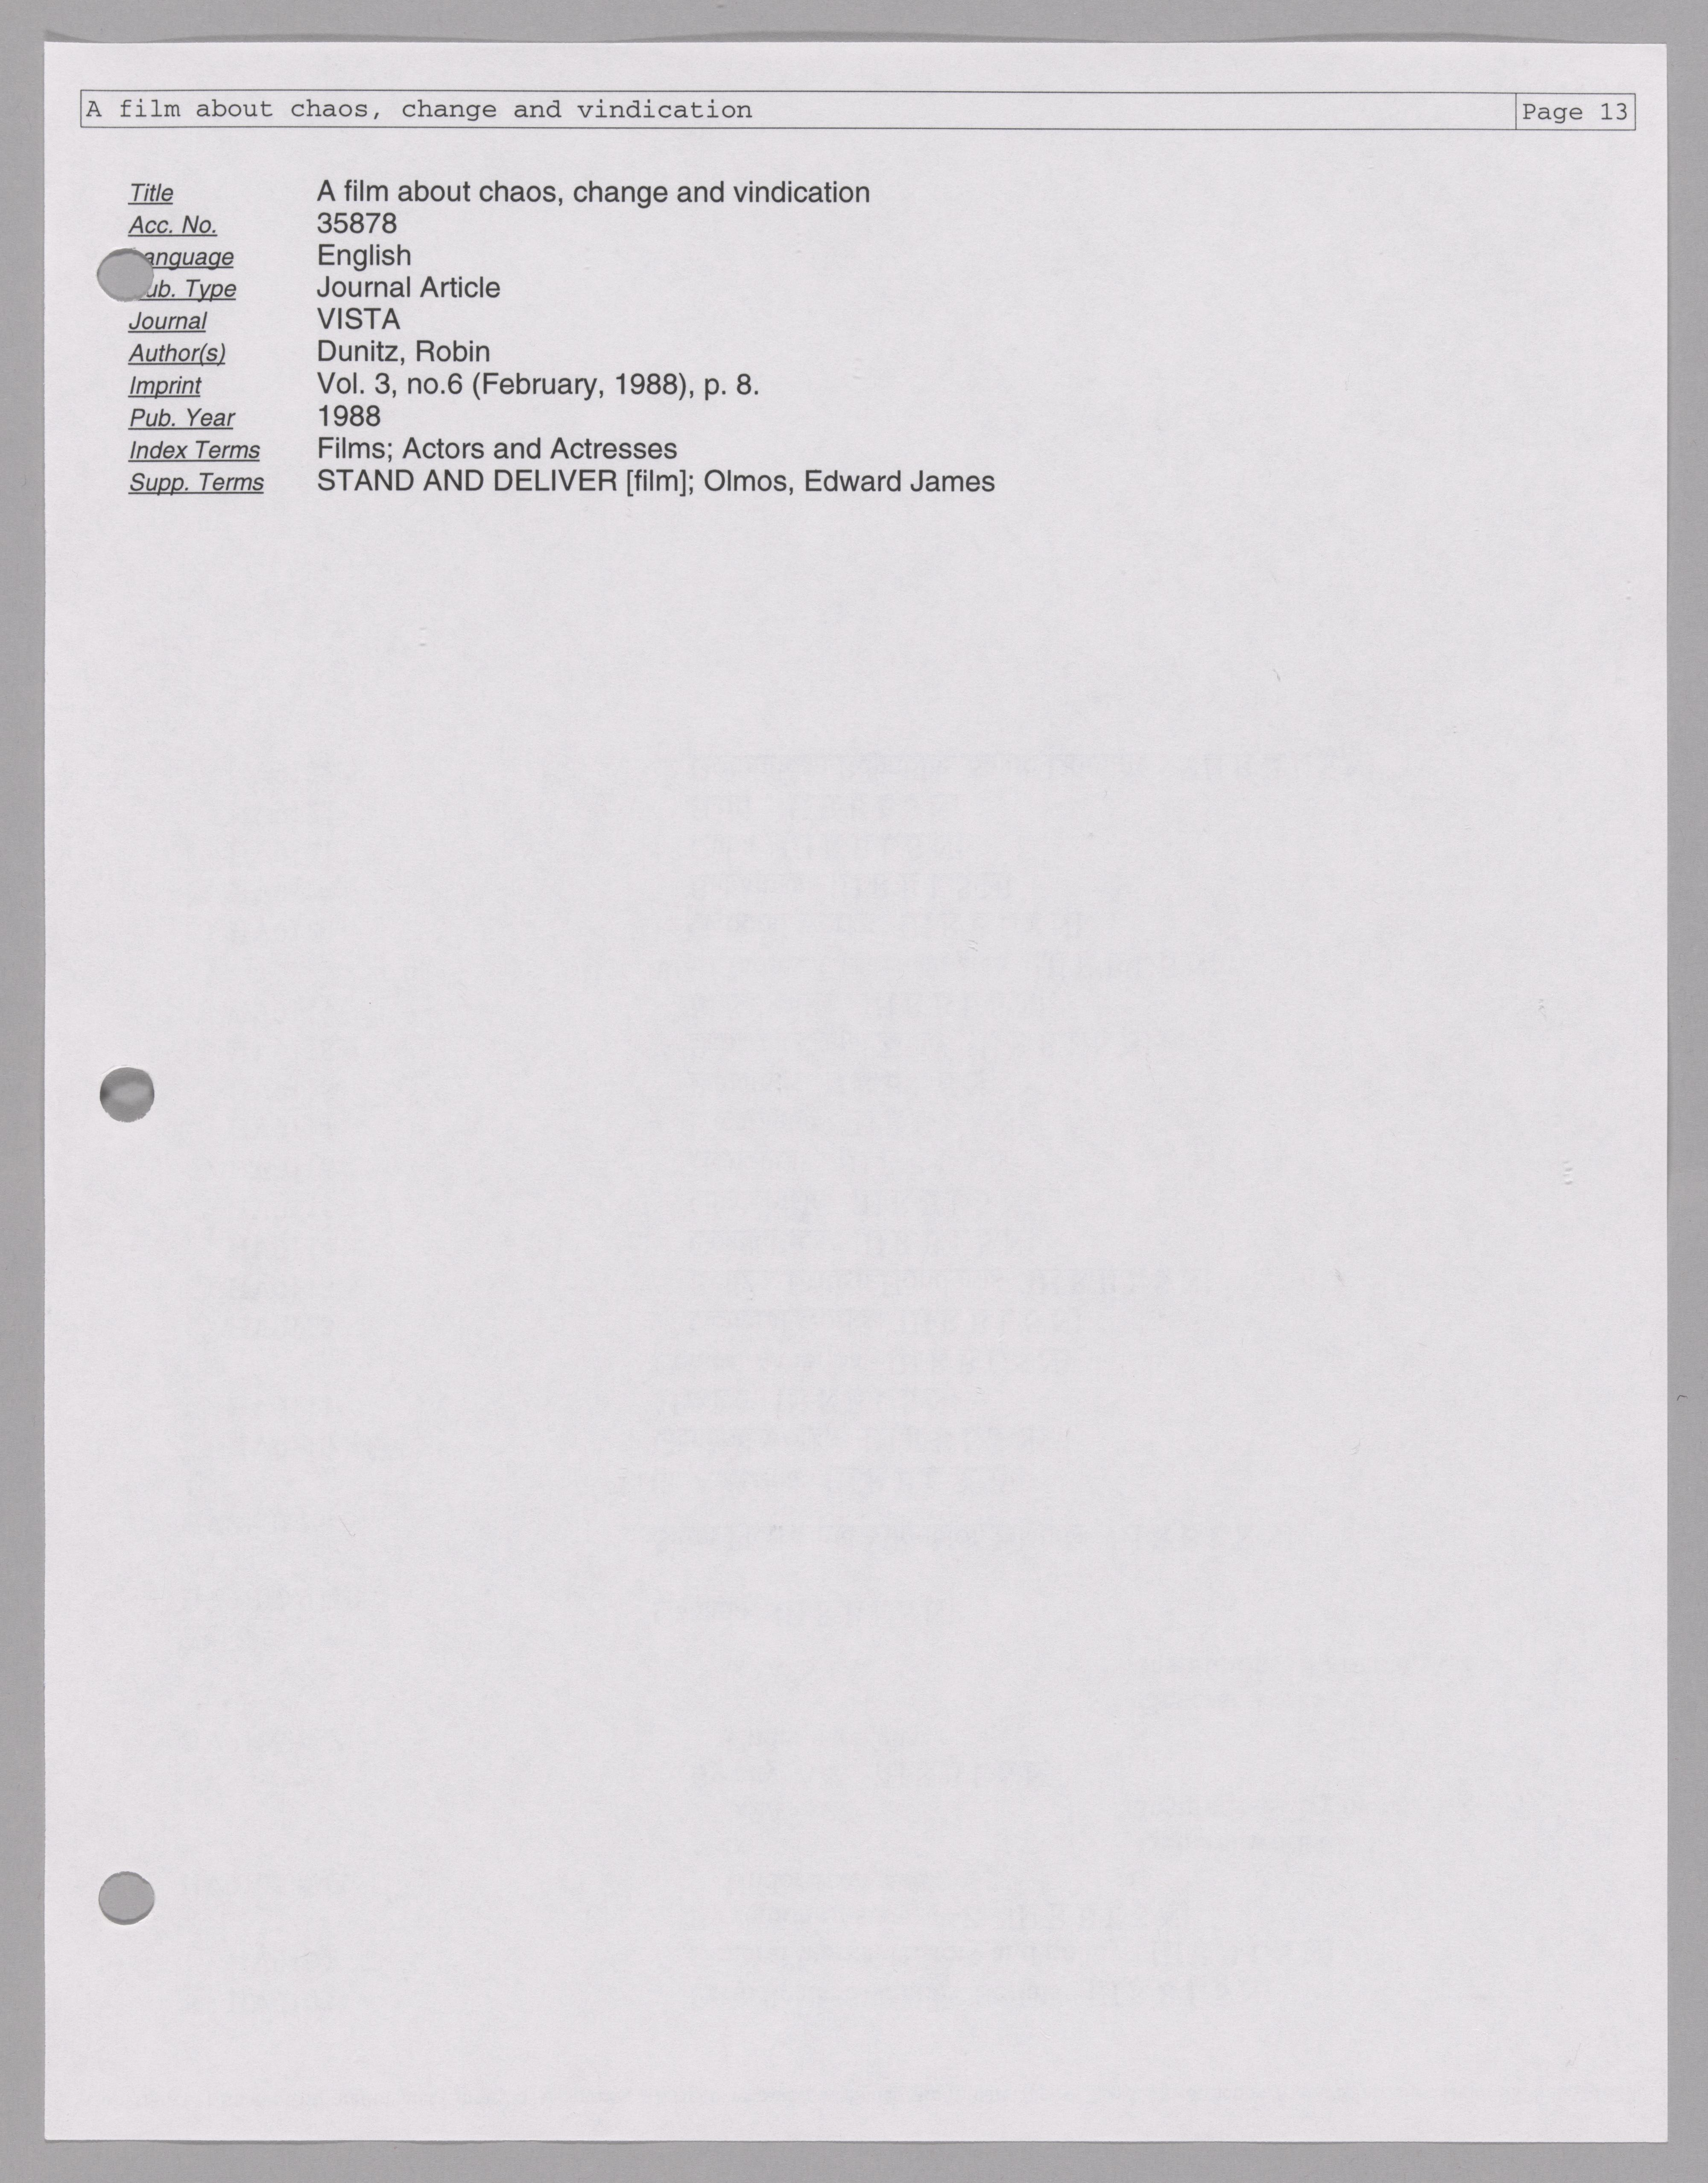 A film about chaos, change and vindication Page 13
Title A film about chaos, change and vindication
Acc. No. 35878
anguage English
ub. Type Journal Article
Journal VISTA
Author(s) Dunitz, Robin
Imprint Vol. 3, no.6 (February, 1988), p. 8.
Pub. Year 1988
Index Terms Films; Actors and Actresses
Supp. Terms STAND AND DELIVER [film]; Olmos, Edward James